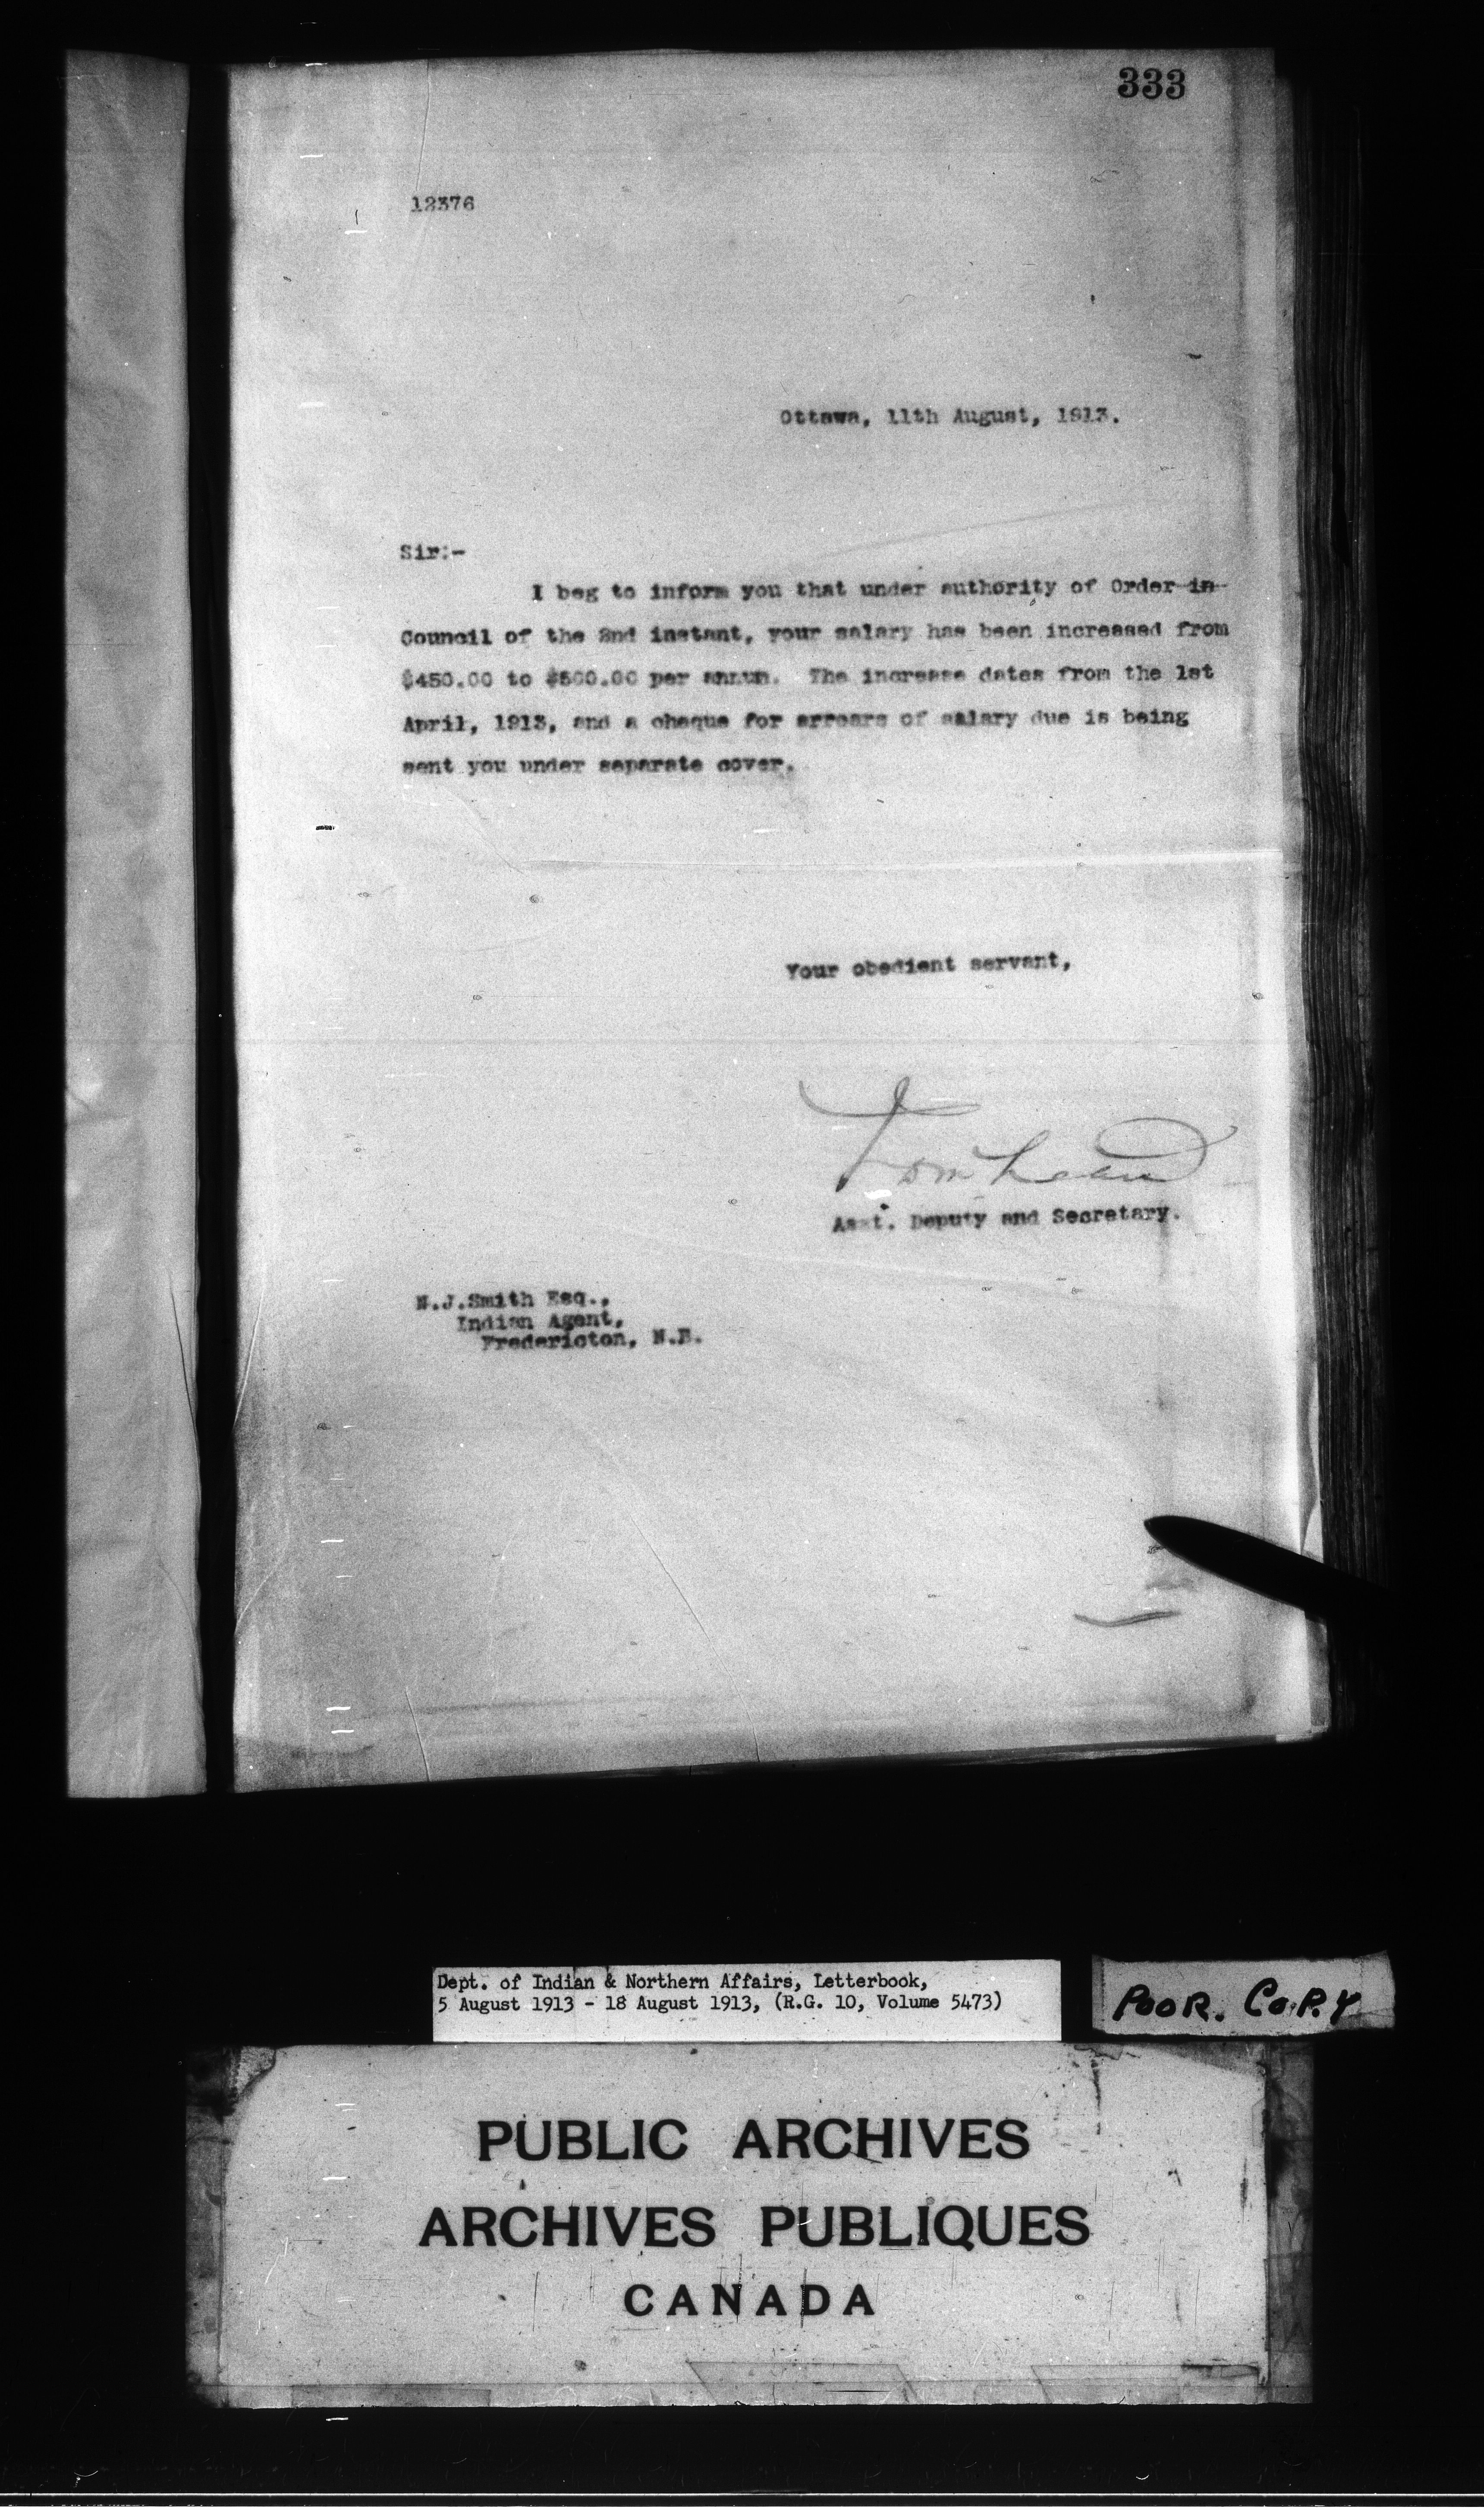 333
12376
Ottawa, 11th August, 1913.
Sir:-
I beg to inform you that under authority of Order-in-
Council of the 2nd instant, your salary has been increased from
$450.00 to $500.00 per annum. The increase dates from the 1st
April, 1913, and a cheque for arrears of salary due is being
sent you under separate cover.
Your obedient servant,
Asst. Deputy and Secretary.
N.J.Smith Esq.,
Indian Agent,
Fredericton, N.B.
Dept. of Indian & Northern Affairs, Letterbook,
5 August 1913 - 18 August 1913, (R.G. 10, Volume 5473)
POOR. COPY
PUBLIC ARCHIVES
ARCHIVES PUBLIQUES
CANADA